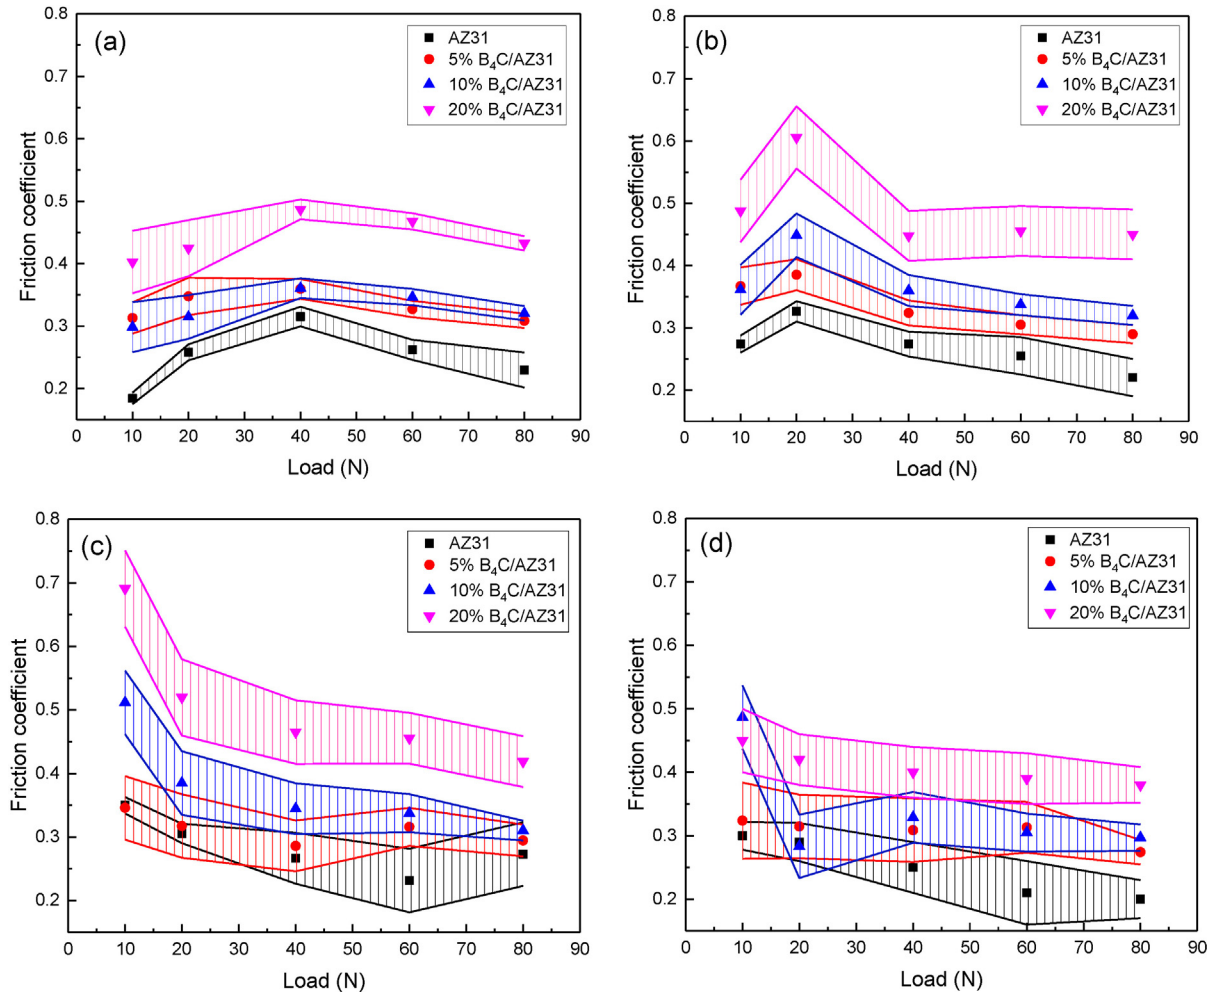 (a)
AZ31
5% B₄C/AZ31
10% B₄C/AZ31
20% B₄C/AZ31
Friction coefficient
0.8
0.7
0.6
0.5
0.4
0.3
0.2
0 10 20 30 40 50 60 70 80 90
Load (N)
(b)
AZ31
5% B₄C/AZ31
10% B₄C/AZ31
20% B₄C/AZ31
Friction coefficient
0.8
0.7
0.6
0.5
0.4
0.3
0.2
0 10 20 30 40 50 60 70 80 90
Load (N)
(c)
AZ31
5% B₄C/AZ31
10% B₄C/AZ31
20% B₄C/AZ31
Friction coefficient
0.8
0.7
0.6
0.5
0.4
0.3
0.2
0 10 20 30 40 50 60 70 80 90
Load (N)
(d)
AZ31
5% B₄C/AZ31
10% B₄C/AZ31
20% B₄C/AZ31
Friction coefficient
0.8
0.7
0.6
0.5
0.4
0.3
0.2
0 10 20 30 40 50 60 70 80 90
Load (N)